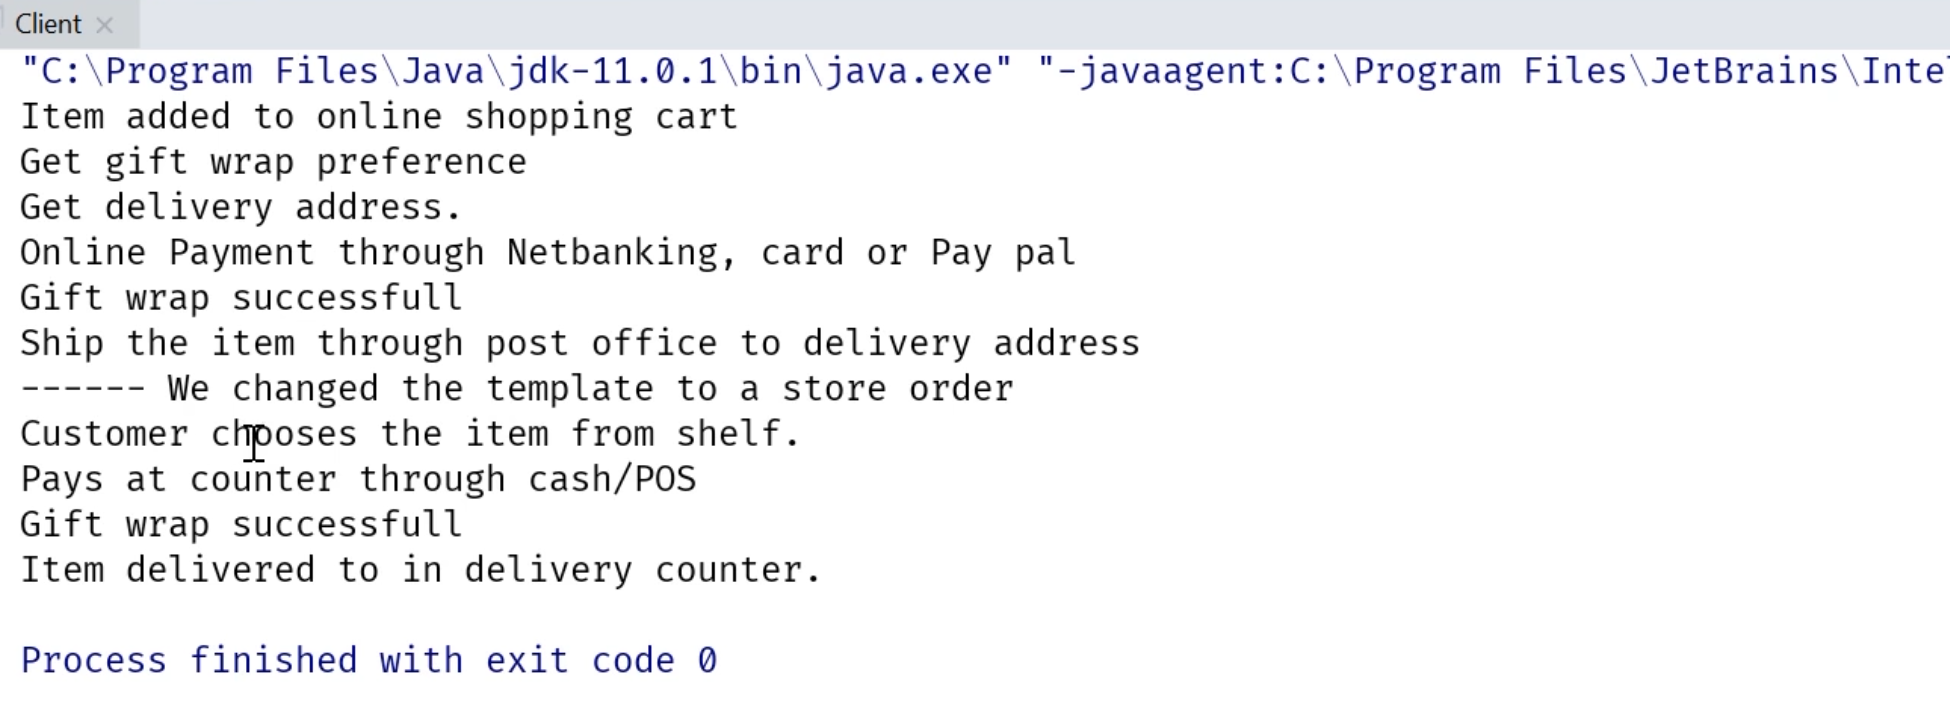 Client
"C:\Program Files\Java\jdk-11.0.1\bin\java.exe" "-javaagent:C:\Program Files\JetBrains\Inte
Item added to online shopping cart
Get gift wrap preference
Get delivery address.
Online Payment through Netbanking, card or Pay pal
Gift wrap successfull
Ship the item through post office to delivery address
------ We changed the template to a store order
Customer chooses the item from shelf.
Pays at counter through cash/POS
Gift wrap successfull
Item delivered to in delivery counter.
Process finished with exit code 0